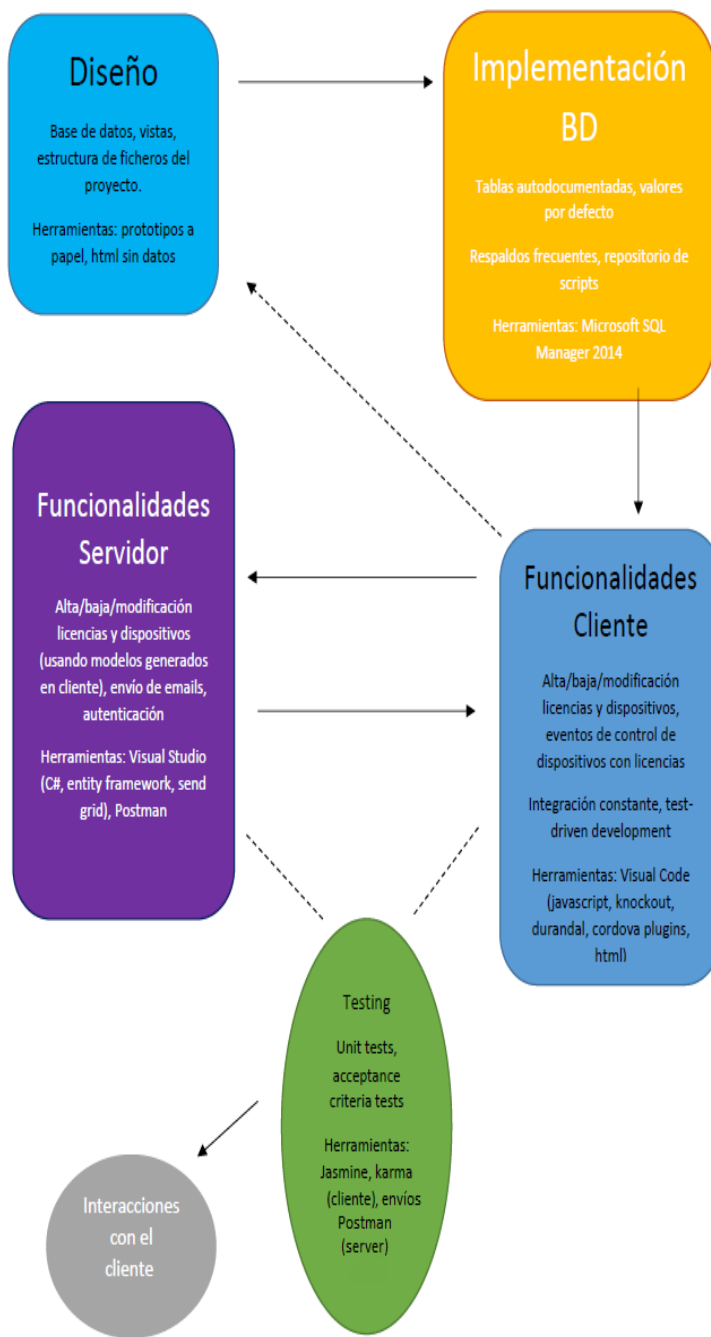 Diseño
Base de datos, vistas,
estructura de ficheros del
proyecto.
Herramientas: prototipos a
papel, html sin datos
Implementación
BD
Tablas autodocumentadas, valores
por defecto
Respaldos frecuentes, repositorio de
scripts
Herramientas: Microsoft SQL
Manager 2014
Funcionalidades
Servidor
Alta/baja/modificación
licencias y dispositivos
(usando modelos generados
en cliente), envío de emails,
autenticación
Herramientas: Visual Studio
(C#, entity framework, send
grid), Postman
Funcionalidades
Cliente
Alta/baja/modificación
licencias y dispositivos,
eventos de control de
dispositivos con licencias
Integración constante, test-
driven development
Herramientas: Visual Code
(javascript, knockout,
durandal, cordova plugins,
html)
Testing
Unit tests,
acceptance
criteria tests
Herramientas:
Jasmine, karma
(cliente), envíos
Postman
(server)
Interacciones
con el
cliente